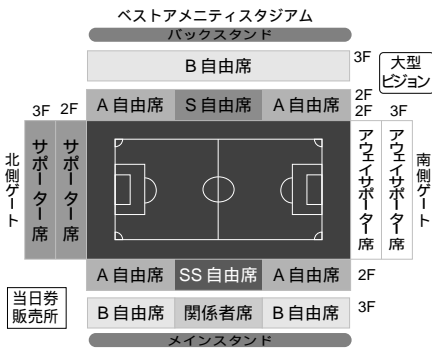 ベストアメニティスタジアム
バックスタンド
B自由席
3F
大型
ビジョン
3F 2F
A自由席 S自由席 A自由席
2F
2F 3F
北側ゲート
サポーター席
サポーター席
アウェイサポーター席
アウェイサポーター席
南側ゲート
A自由席 SS自由席 A自由席
2F
当日券
販売所
B自由席 関係者席 B自由席
3F
メインスタンド